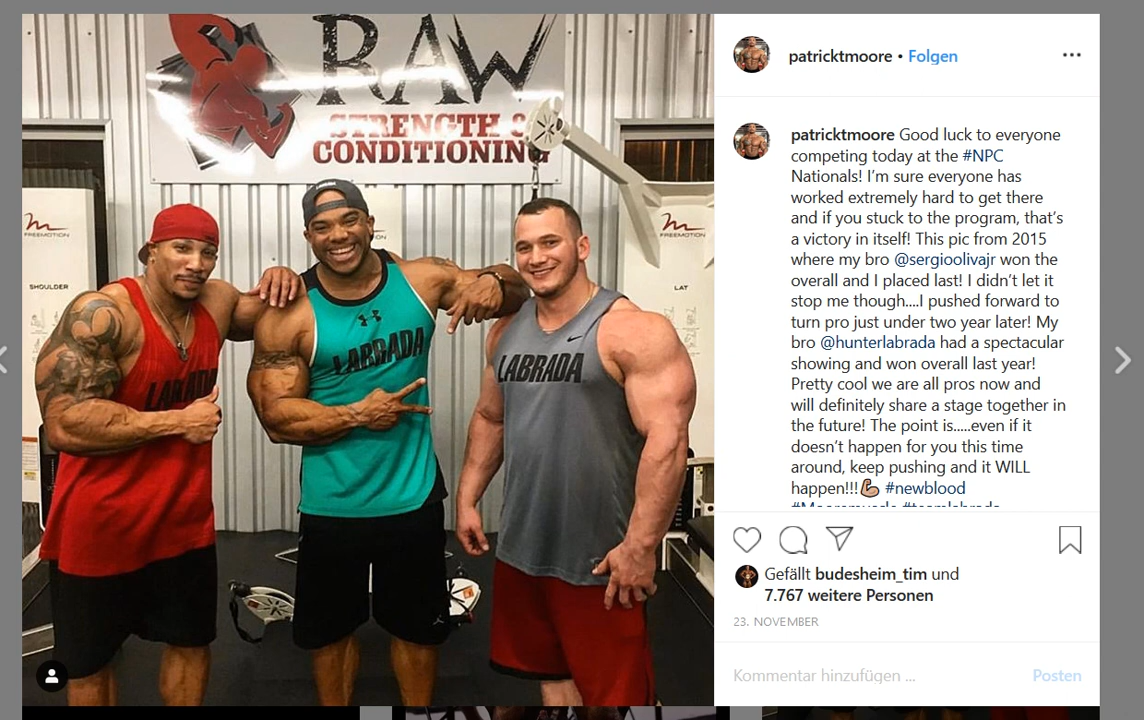 RAW
STRENGTH &
CONDITIONING
FREEMOTION
SHOULDER
FREEMOTION
LAT
LABRADA
LABRADA
LABRADA
patricktmoore • Folgen
patricktmoore Good luck to everyone
competing today at the #NPC
Nationals! I’m sure everyone has
worked extremely hard to get there
and if you stuck to the program, that’s
a victory in itself! This pic from 2015
where my bro @sergioolivajr won the
overall and I placed last! I didn’t let it
stop me though....I pushed forward to
turn pro just under two year later! My
bro @hunterlabrada had a spectacular
showing and won overall last year!
Pretty cool we are all pros now and
will definitely share a stage together in
the future! The point is.....even if it
doesn’t happen for you this time
around, keep pushing and it WILL
happen!!!💪🏼 #newblood
#Mooremuscle #teamlabrada
Gefällt budesheim_tim und
7.767 weitere Personen
23. NOVEMBER
Kommentar hinzufügen ... Posten